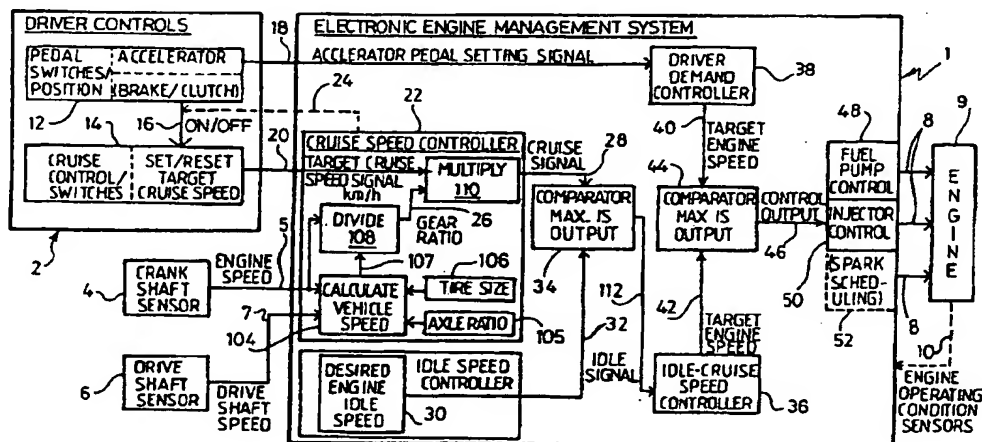 DRIVER CONTROLS
PEDAL
SWITCHES/
POSITION
ACCELERATOR
(BRAKE/CLUTCH)
12
14
16
ON/OFF
CRUISE
CONTROL/
SWITCHES
SET/RESET
TARGET
CRUISE SPEED
2
18
20
24
22
ELECTRONIC ENGINE MANAGEMENT SYSTEM
ACCLERATOR PEDAL SETTING SIGNAL
DRIVER
DEMAND
CONTROLLER
38
1
40
TARGET
ENGINE
SPEED
CRUISE SPEED CONTROLLER
TARGET CRUISE
SPEED SIGNAL
km/h
MULTIPLY
110
CRUISE
SIGNAL
28
DIVIDE
108
26
GEAR
RATIO
107
106
CALCULATE
VEHICLE
SPEED
TIRE SIZE
AXLE RATIO
104
105
COMPARATOR
MAX. IS
OUTPUT
34
44
COMPARATOR
MAX IS
OUTPUT
CONTROL
OUTPUT
46
48
FUEL
PUMP
CONTROL
INJECTOR
CONTROL
50
(SPARK
SCHED-
ULING)
52
8
8
8
9
ENGINE
10
ENGINE
OPERATING
CONDITION
SENSORS
CRANK
SHAFT
SENSOR
4
ENGINE
SPEED
5
DRIVE
SHAFT
SENSOR
6
7
DRIVE
SHAFT
SPEED
DESIRED
ENGINE
IDLE
SPEED
IDLE SPEED
CONTROLLER
30
32
IDLE
SIGNAL
112
42
TARGET
ENGINE
SPEED
IDLE-CRUISE
SPEED
CONTROLLER
36